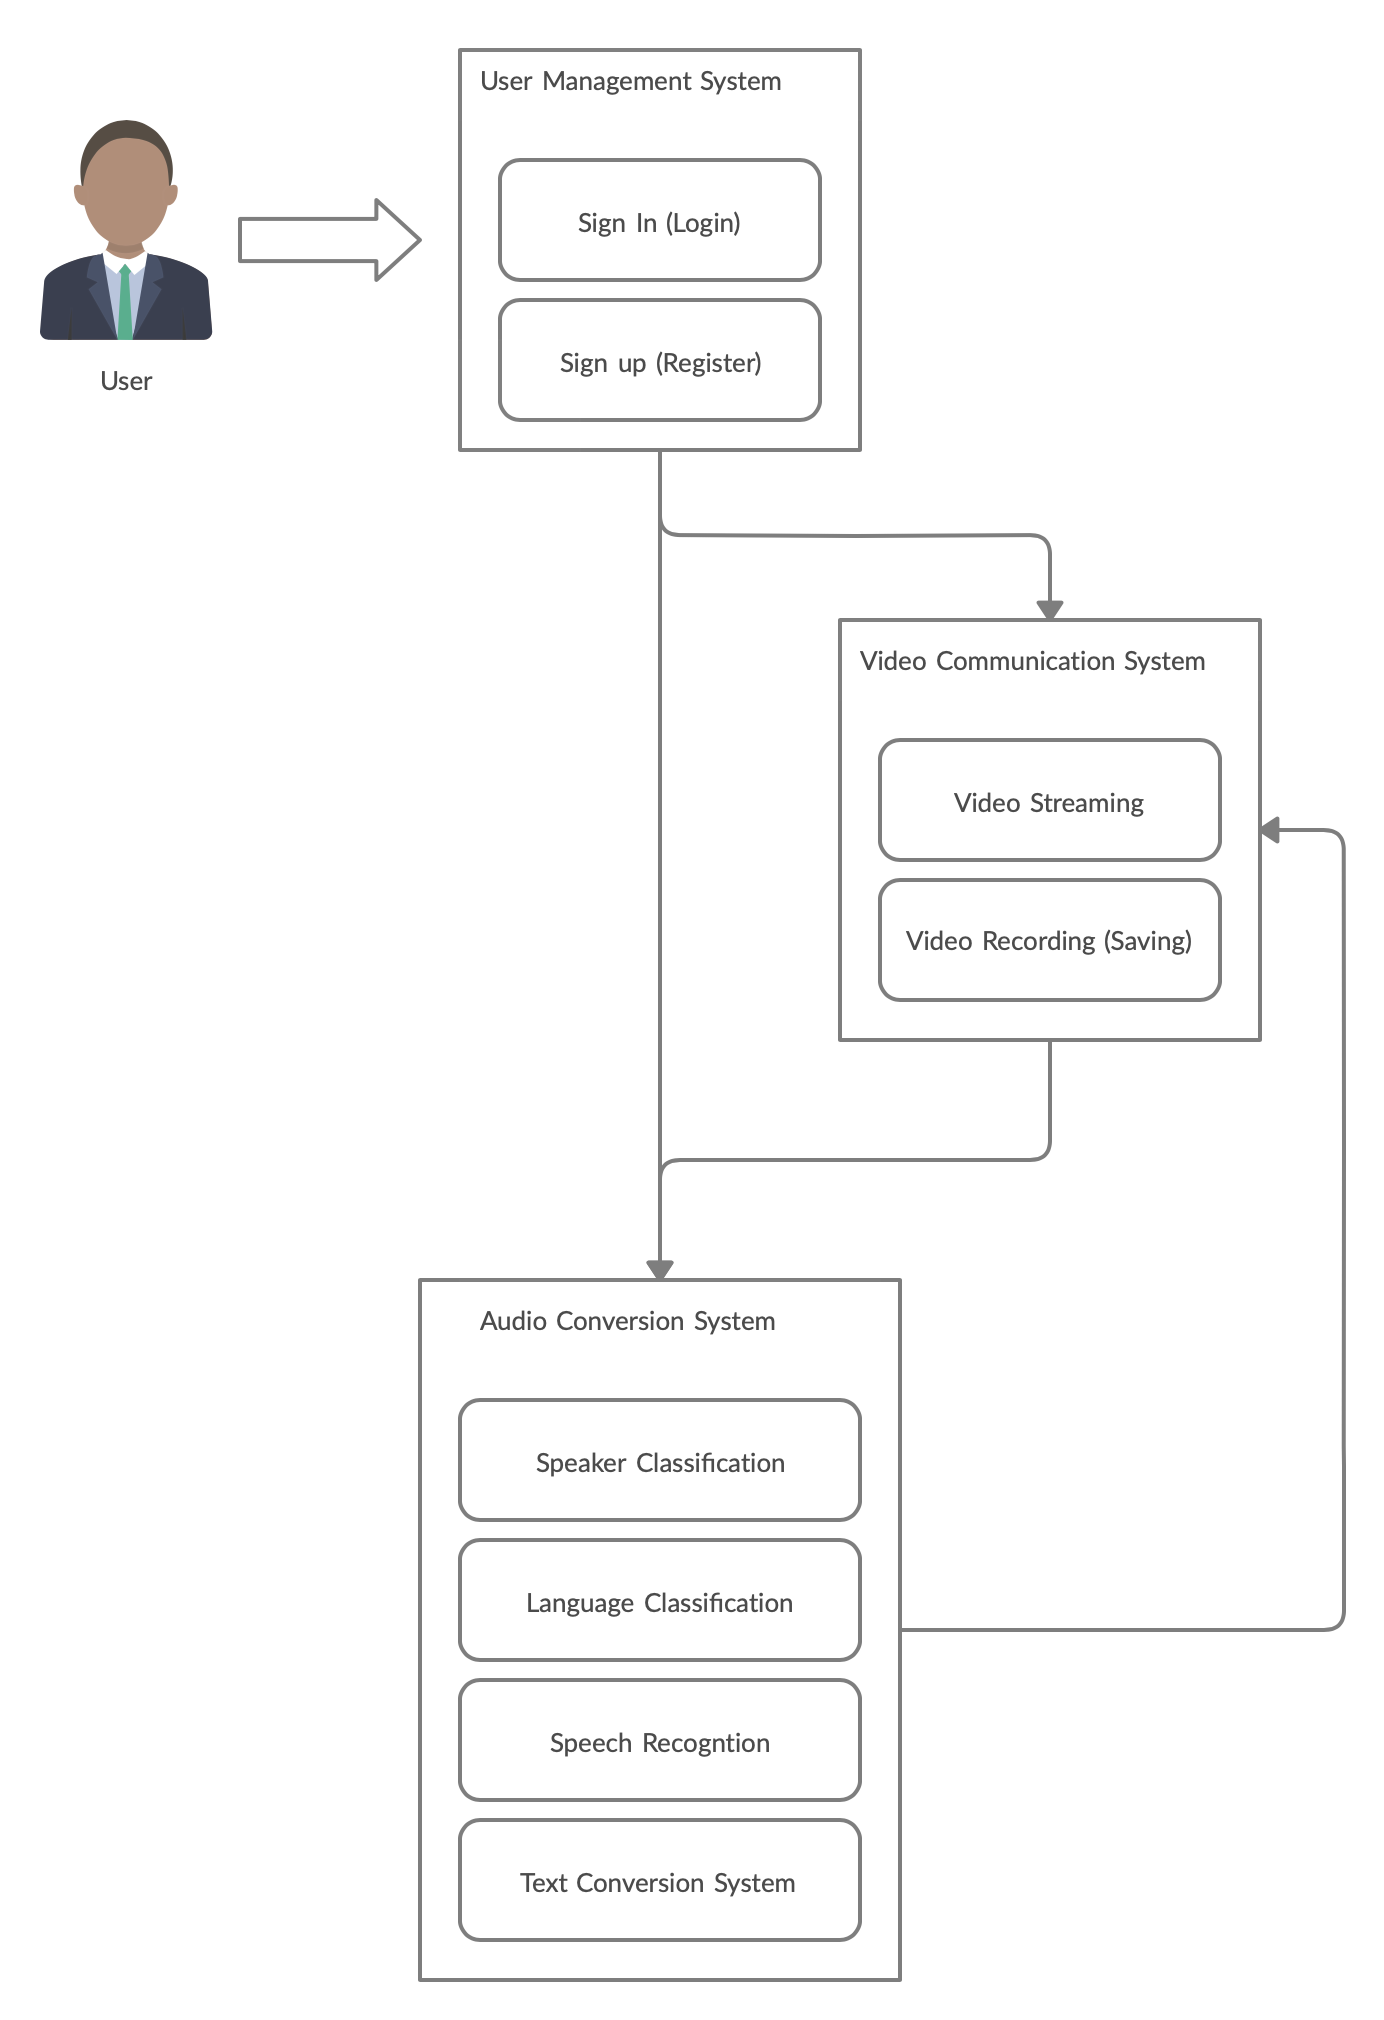 User Management System
Sign In (Login)
Sign up (Register)
User
Video Communication System
Video Streaming
Video Recording (Saving)
Audio Conversion System
Speaker Classification
Language Classification
Speech Recogntion
Text Conversion System